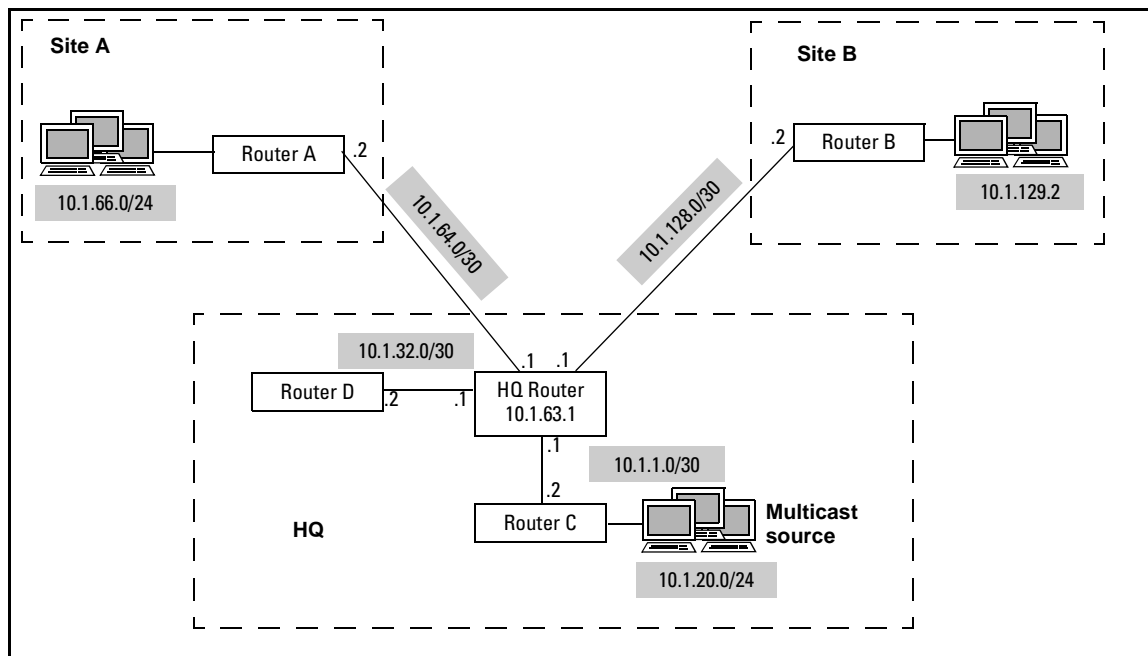 Site A
Site B
Router A
.2
.2
Router B
10.1.66.0/24
10.1.129.2
10.1.64.0/30
10.1.128.0/30
10.1.32.0/30
.1
.1
Router D
.2
.1
HQ Router
10.1.63.1
.1
10.1.1.0/30
.2
HQ
Router C
Multicast
source
10.1.20.0/24